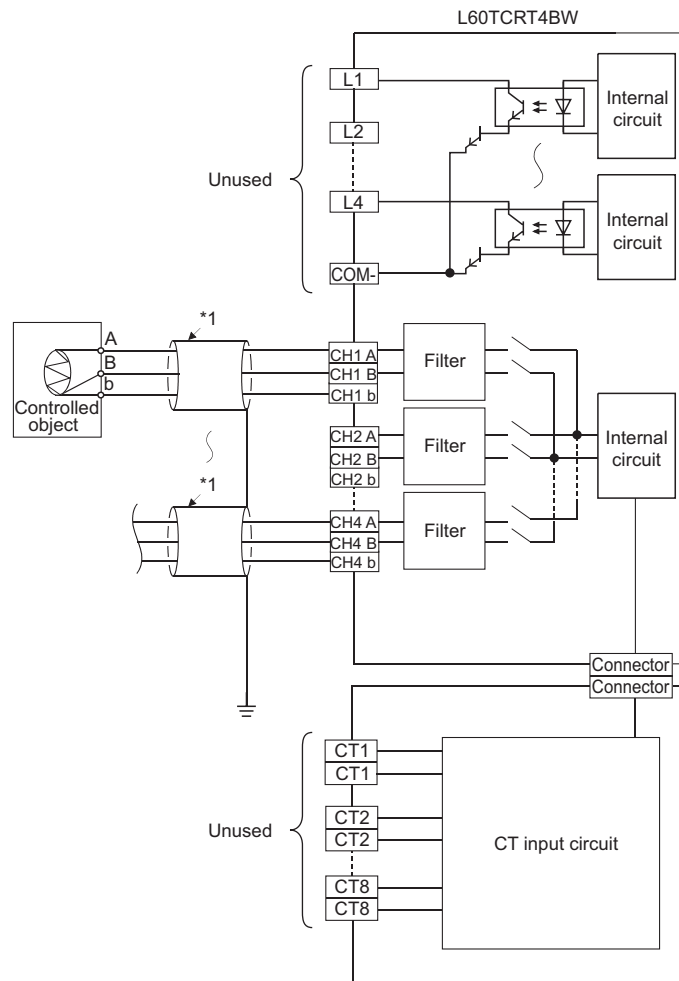 L60TCRT4BW
L1
Internal
circuit
L2
Unused
L4
Internal
circuit
COM-
*1
A
B
b
Controlled
object
CH1 A
CH1 B
CH1 b
Filter
CH2 A
CH2 B
CH2 b
Filter
Internal
circuit
*1
CH4 A
CH4 B
CH4 b
Filter
Connector
Connector
CT1
CT1
Unused
CT2
CT2
CT input circuit
CT8
CT8